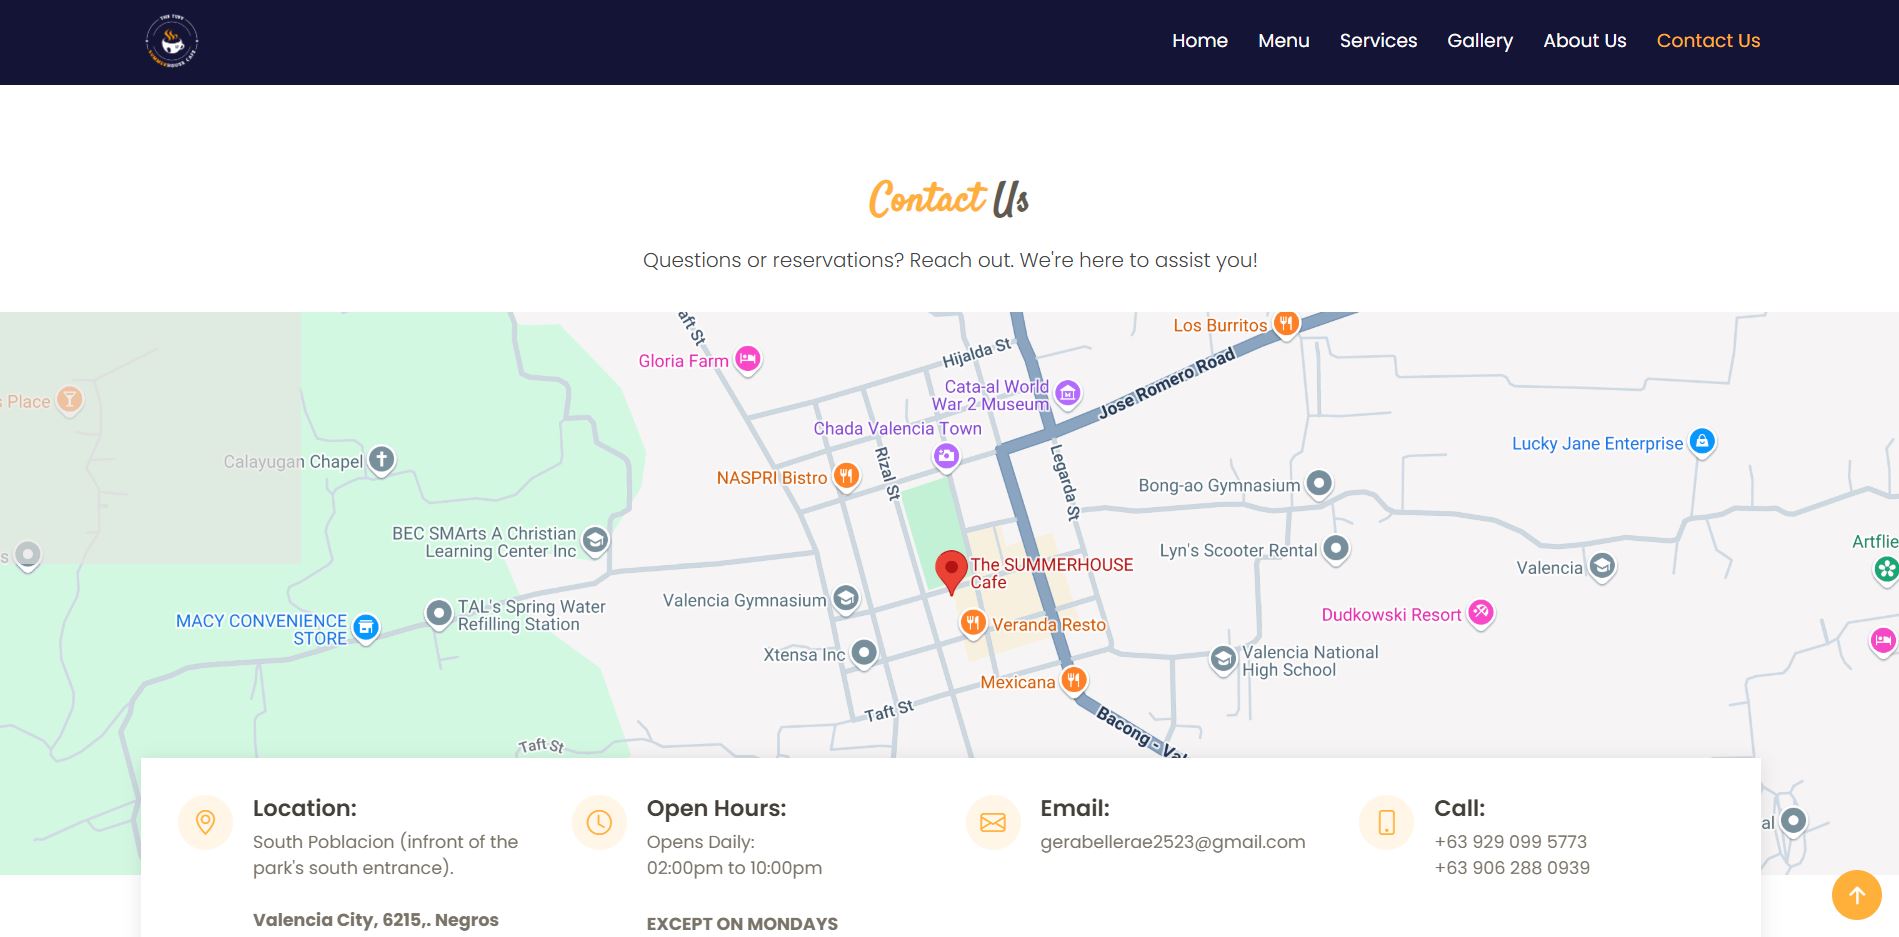 THE TINY
SUMMERHOUSE CAFE
Home
Menu
Services
Gallery
About Us
Contact Us
Contact Us
Questions or reservations? Reach out. We're here to assist you!
aft St
Los Burritos
Hijalda St
Gloria Farm
Jose Romero Road
Cata-al World
War 2 Museum
s Place
Chada Valencia Town
Lucky Jane Enterprise
Calayugan Chapel
NASPRI Bistro
Rizal St
Legarda St
Bong-ao Gymnasium
BEC SMArts A Christian
Learning Center Inc
Artflie
s
Lyn's Scooter Rental
The SUMMERHOUSE
Cafe
Valencia
Valencia Gymnasium
TAL's Spring Water
Refilling Station
MACY CONVENIENCE
STORE
Dudkowski Resort
Veranda Resto
Xtensa Inc
Valencia National
High School
Mexicana
Taft St
Bacong - Val
Taft St
al
Location:
South Poblacion (infront of the
park's south entrance).
Valencia City, 6215,. Negros
Open Hours:
Opens Daily:
02:00pm to 10:00pm
EXCEPT ON MONDAYS
Email:
gerabellerae2523@gmail.com
Call:
+63 929 099 5773
+63 906 288 0939